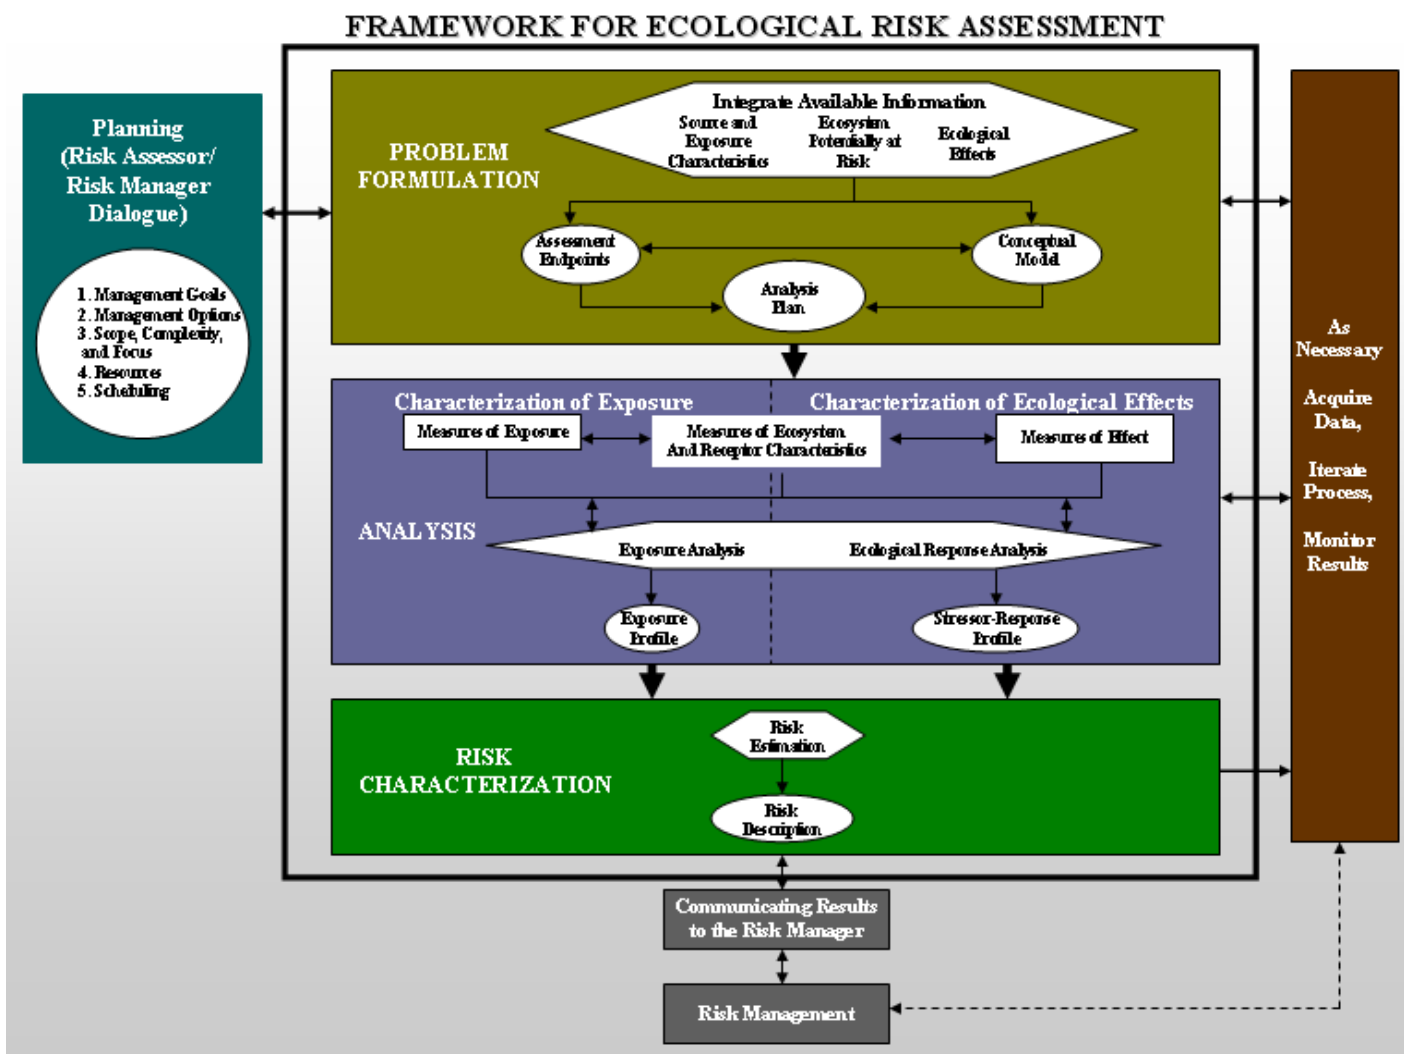 FRAMEWORK FOR ECOLOGICAL RISK ASSESSMENT
Planning
(Risk Assessor/
Risk Manager
Dialogue)
1. Management Goals
2. Management Options
3. Scope, Complexity,
and Focus
4. Resources
5. Scheduling
PROBLEM
FORMULATION
Integrate Available Information
Source and
Exposure
Characteristics
Ecosystem
Potentially at
Risk
Ecological
Effects
Assessment
Endpoints
Conceptual
Model
Analysis
Plan
Characterization of Exposure
Characterization of Ecological Effects
Measures of Exposure
Measures of Ecosystem
And Receptor Characteristics
Measures of Effect
ANALYSIS
Exposure Analysis
Ecological Response Analysis
Exposure
Profile
Stressor-Response
Profile
RISK
CHARACTERIZATION
Risk
Estimation
Risk
Description
Communicating Results
to the Risk Manager
Risk Management
As
Necessary
Acquire
Data,
Iterate
Process,
Monitor
Results